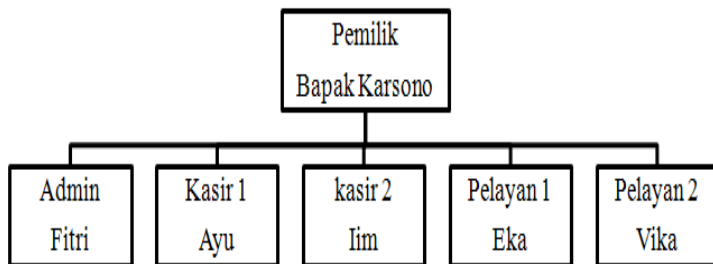 Pemilik
Bapak Karsono
Admin
Fitri
Kasir 1
Ayu
kasir 2
Iim
Pelayan 1
Eka
Pelayan 2
Vika